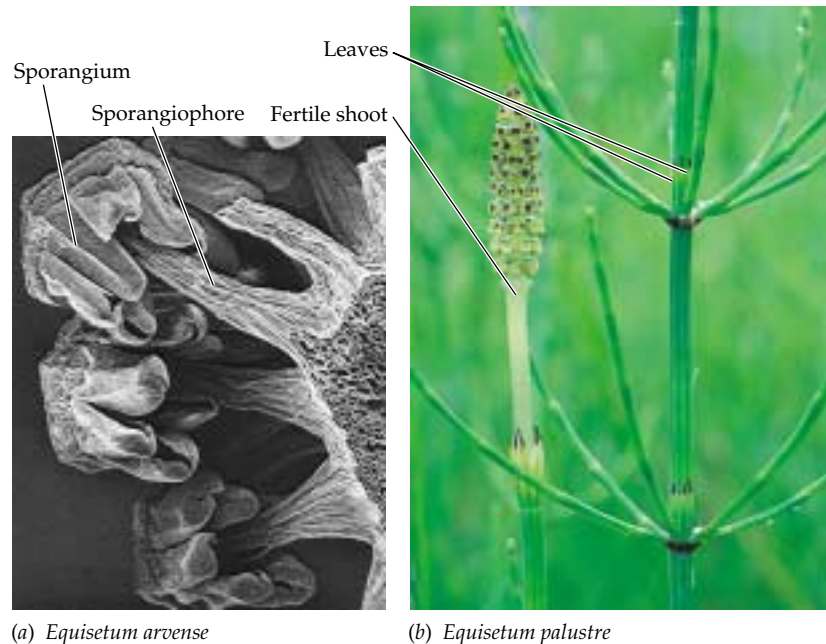 Leaves
Sporangium
Sporangiophore
Fertile shoot
(a) Equisetum arvense
(b) Equisetum palustre